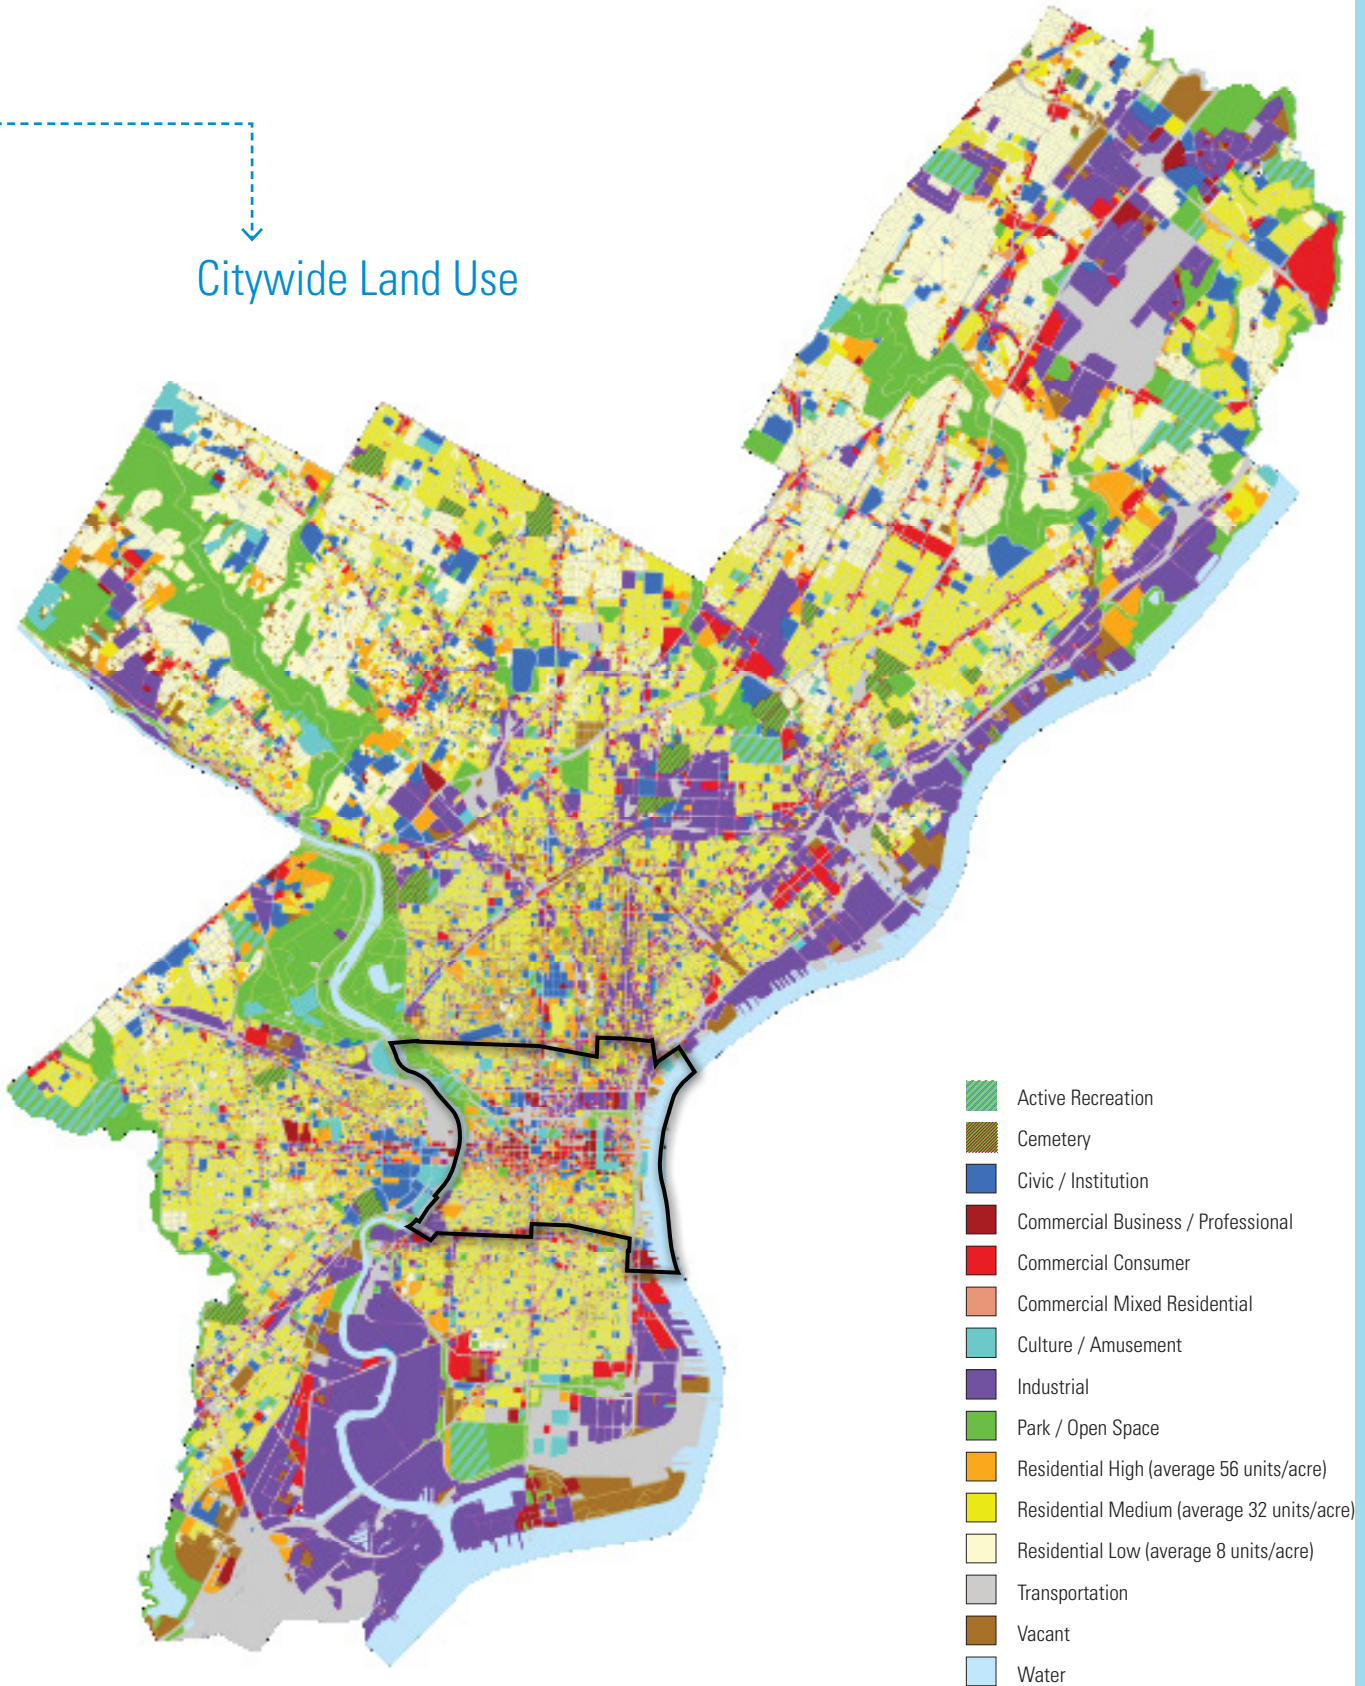 Citywide Land Use
Active Recreation
Cemetery
Civic / Institution
Commercial Business / Professional
Commercial Consumer
Commercial Mixed Residential
Culture / Amusement
Industrial
Park / Open Space
Residential High (average 56 units/acre)
Residential Medium (average 32 units/acre)
Residential Low (average 8 units/acre)
Transportation
Vacant
Water